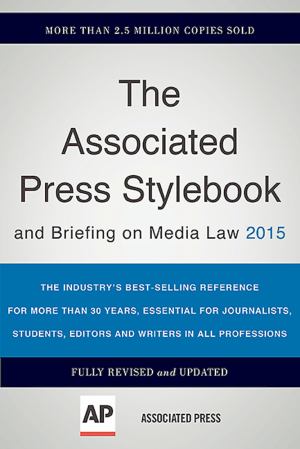 MORE THAN 2.5 MILLION COPIES SOLD
The
Associated
Press Stylebook
and Briefing on Media Law 2015
THE INDUSTRY'S BEST-SELLING REFERENCE
FOR MORE THAN 30 YEARS, ESSENTIAL FOR JOURNALISTS,
STUDENTS, EDITORS AND WRITERS IN ALL PROFESSIONS
FULLY REVISED and UPDATED
AP ASSOCIATED PRESS